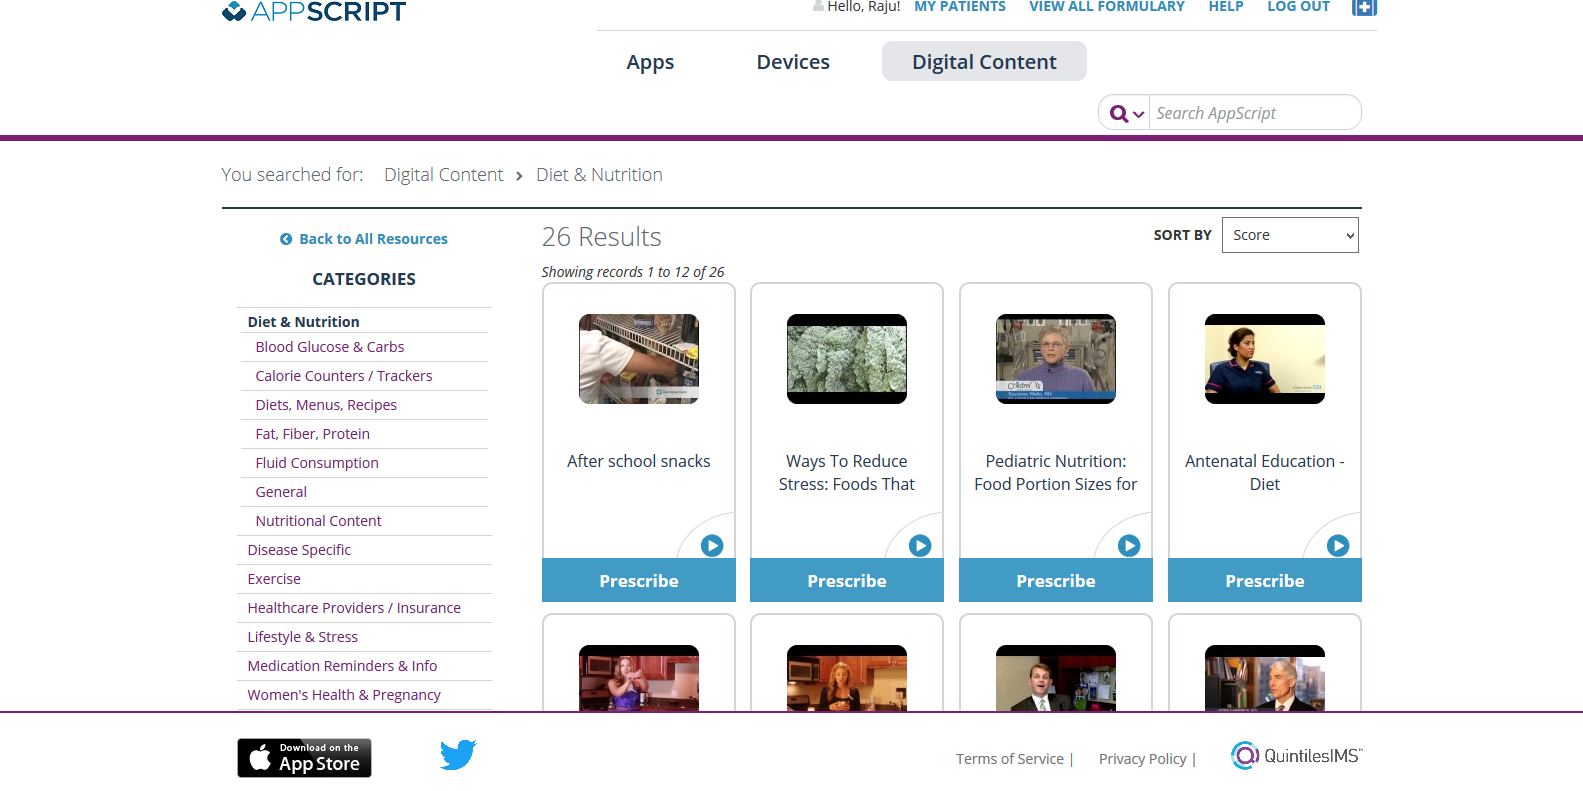 APPSCRIPT
Hello, Raju! MY PATIENTS VIEW ALL FORMULARY HELP LOG OUT
Apps Devices Digital Content
Search AppScript
You searched for: Digital Content > Diet & Nutrition
Back to All Resources
CATEGORIES
Diet & Nutrition
Blood Glucose & Carbs
Calorie Counters / Trackers
Diets, Menus, Recipes
Fat, Fiber, Protein
Fluid Consumption
General
Nutritional Content
Disease Specific
Exercise
Healthcare Providers / Insurance
Lifestyle & Stress
Medication Reminders & Info
Women's Health & Pregnancy
26 Results
SORT BY Score
Showing records 1 to 12 of 26
After school snacks
Ways To Reduce
Stress: Foods That
Pediatric Nutrition:
Food Portion Sizes for
Antenatal Education -
Diet
Prescribe Prescribe Prescribe Prescribe
Download on the
App Store
Terms of Service | Privacy Policy |
QuintilesIMS™